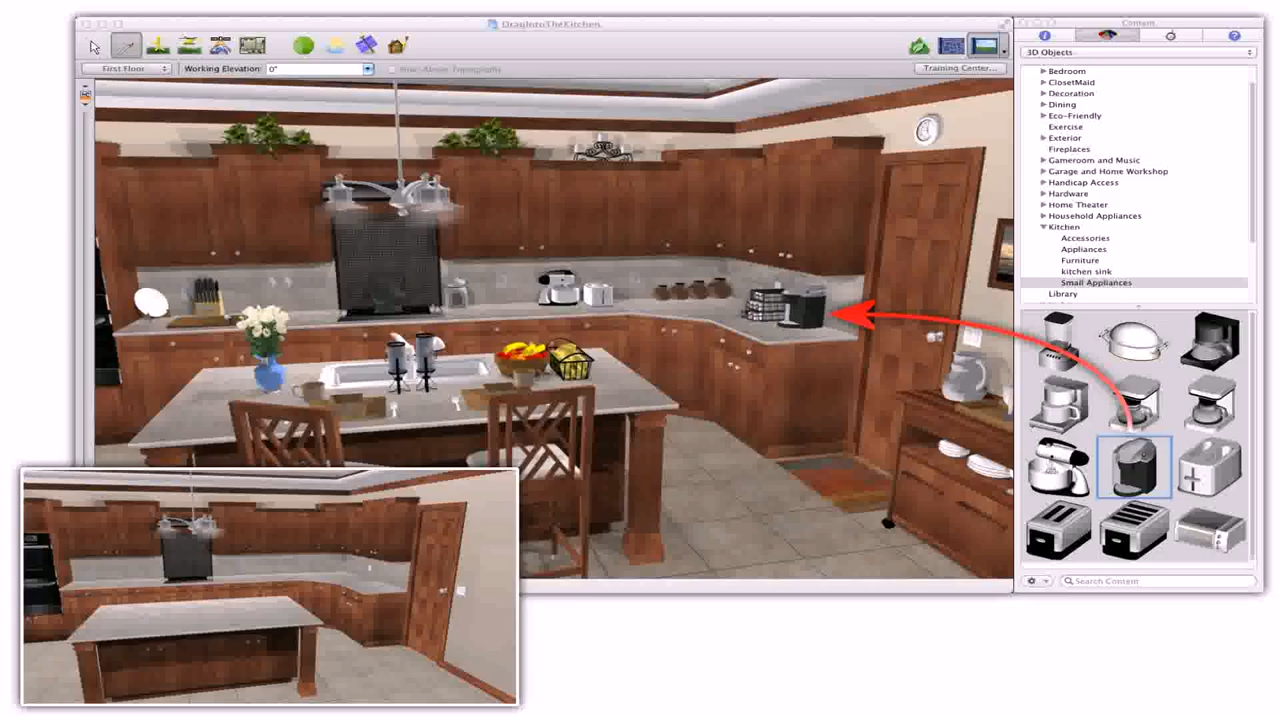 DragIntoTheKitchen
First Floor
Working Elevation: 0"
Training Center...
Content
3D Objects
Bedroom
ClosetMaid
Decoration
Dining
Eco-Friendly
Exercise
Exterior
Fireplaces
Gameroom and Music
Garage and Home Workshop
Handicap Access
Hardware
Home Theater
Household Appliances
Kitchen
Accessories
Appliances
Furniture
kitchen sink
Small Appliances
Library
Search Content